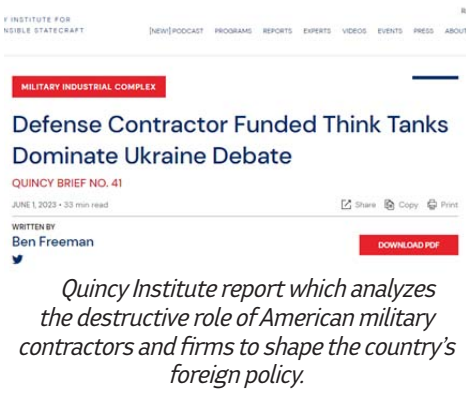 Y INSTITUTE FOR
NSIBLE STATECRAFT
[NEW!] PODCAST PROGRAMS REPORTS EXPERTS VIDEOS EVENTS PRESS ABOUT
MILITARY INDUSTRIAL COMPLEX
Defense Contractor Funded Think Tanks
Dominate Ukraine Debate
QUINCY BRIEF NO. 41
JUNE 1, 2023 • 33 min read
Share Copy Print
WRITTEN BY
Ben Freeman
DOWNLOAD PDF
Quincy Institute report which analyzes
the destructive role of American military
contractors and firms to shape the country's
foreign policy.